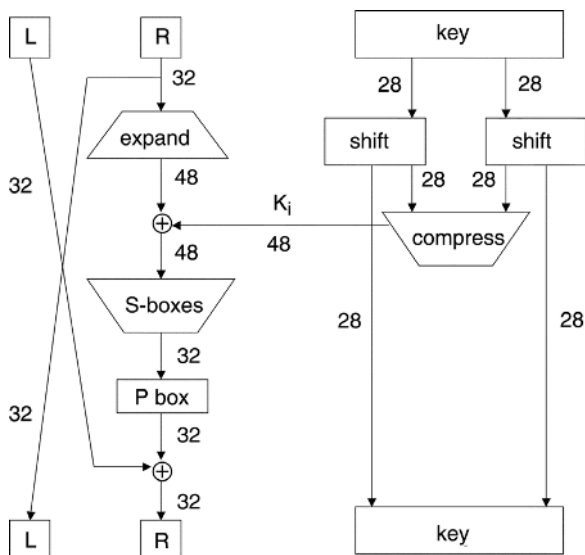 L R key
32 28 28
expand shift shift
32 48 28 28
Kᵢ
48 48 compress
S-boxes
32 28 28
P box
32 32
32
L R key